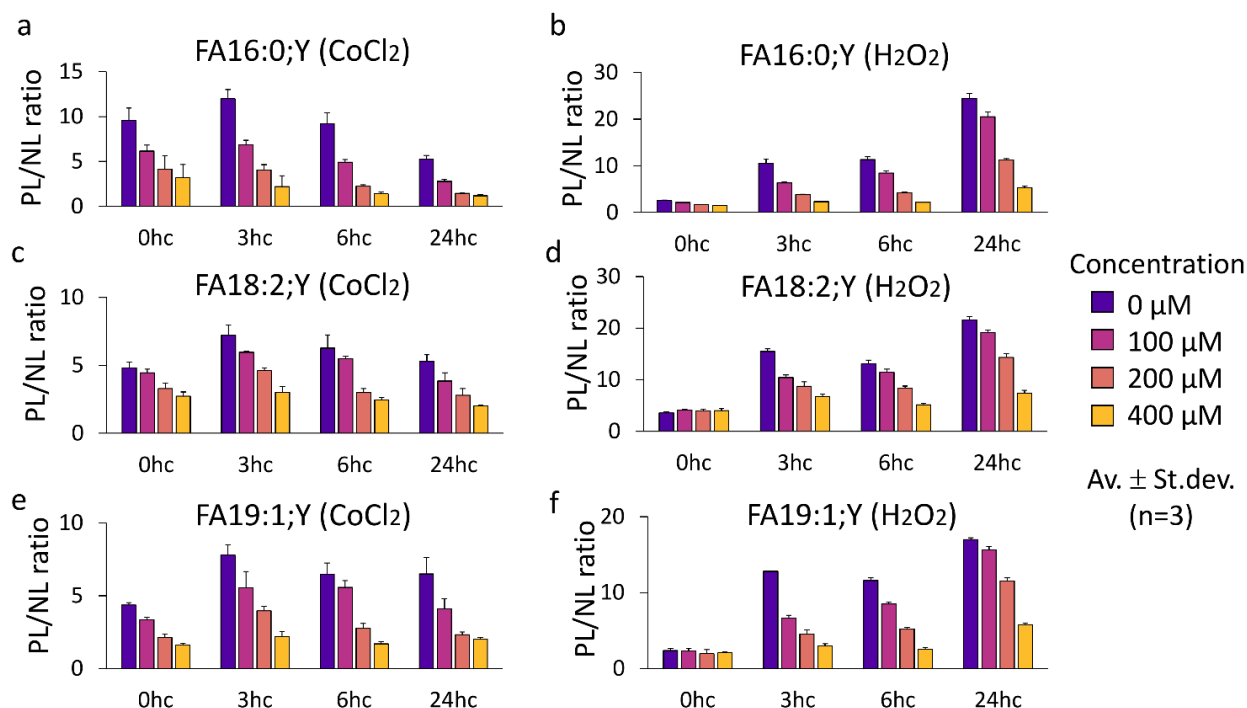 a
FA16:0;Y (CoCl₂)
PL/NL ratio
15
10
5
0
0hc 3hc 6hc 24hc
b
FA16:0;Y (H₂O₂)
PL/NL ratio
30
20
10
0
0hc 3hc 6hc 24hc
c
FA18:2;Y (CoCl₂)
PL/NL ratio
10
5
0
0hc 3hc 6hc 24hc
d
FA18:2;Y (H₂O₂)
PL/NL ratio
30
20
10
0
0hc 3hc 6hc 24hc
e
FA19:1;Y (CoCl₂)
PL/NL ratio
10
5
0
0hc 3hc 6hc 24hc
f
FA19:1;Y (H₂O₂)
PL/NL ratio
20
10
0
0hc 3hc 6hc 24hc
Concentration
0 µM
100 µM
200 µM
400 µM
Av. ± St.dev.
(n=3)